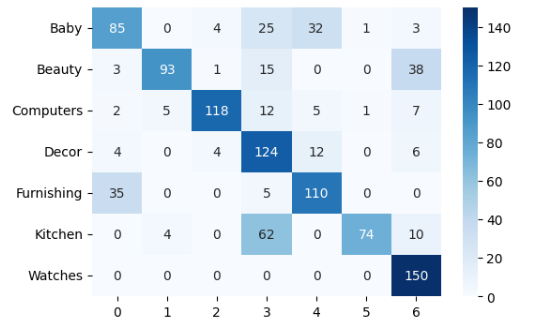 Baby 85 0 4 25 32 1 3
Beauty 3 93 1 15 0 0 38
Computers 2 5 118 12 5 1 7
Decor 4 0 4 124 12 0 6
Furnishing 35 0 0 5 110 0 0
Kitchen 0 4 0 62 0 74 10
Watches 0 0 0 0 0 0 150
0 1 2 3 4 5 6
140
120
100
80
60
40
20
0